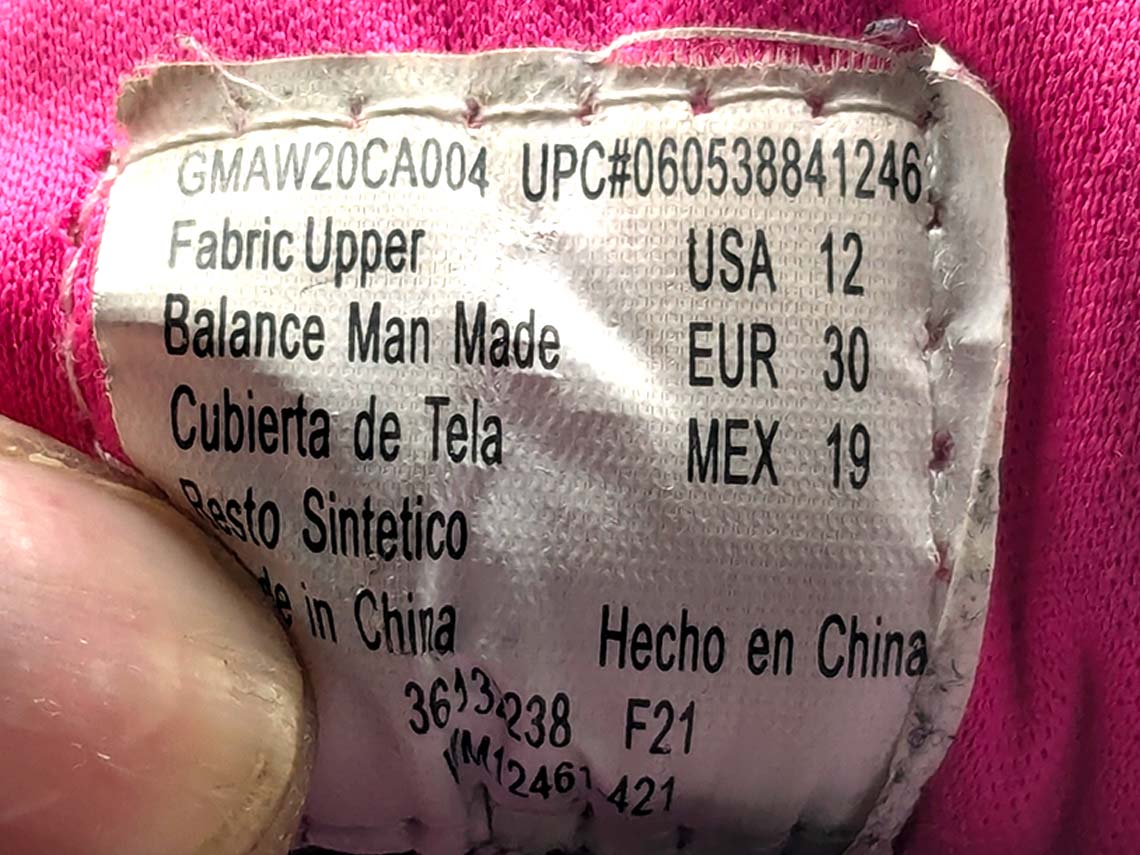 GMAW20CA004 UPC#060538841246
Fabric Upper USA 12
Balance Man Made EUR 30
Cubierta de Tela MEX 19
Resto Sintetico
in China Hecho en China
238 F21
421